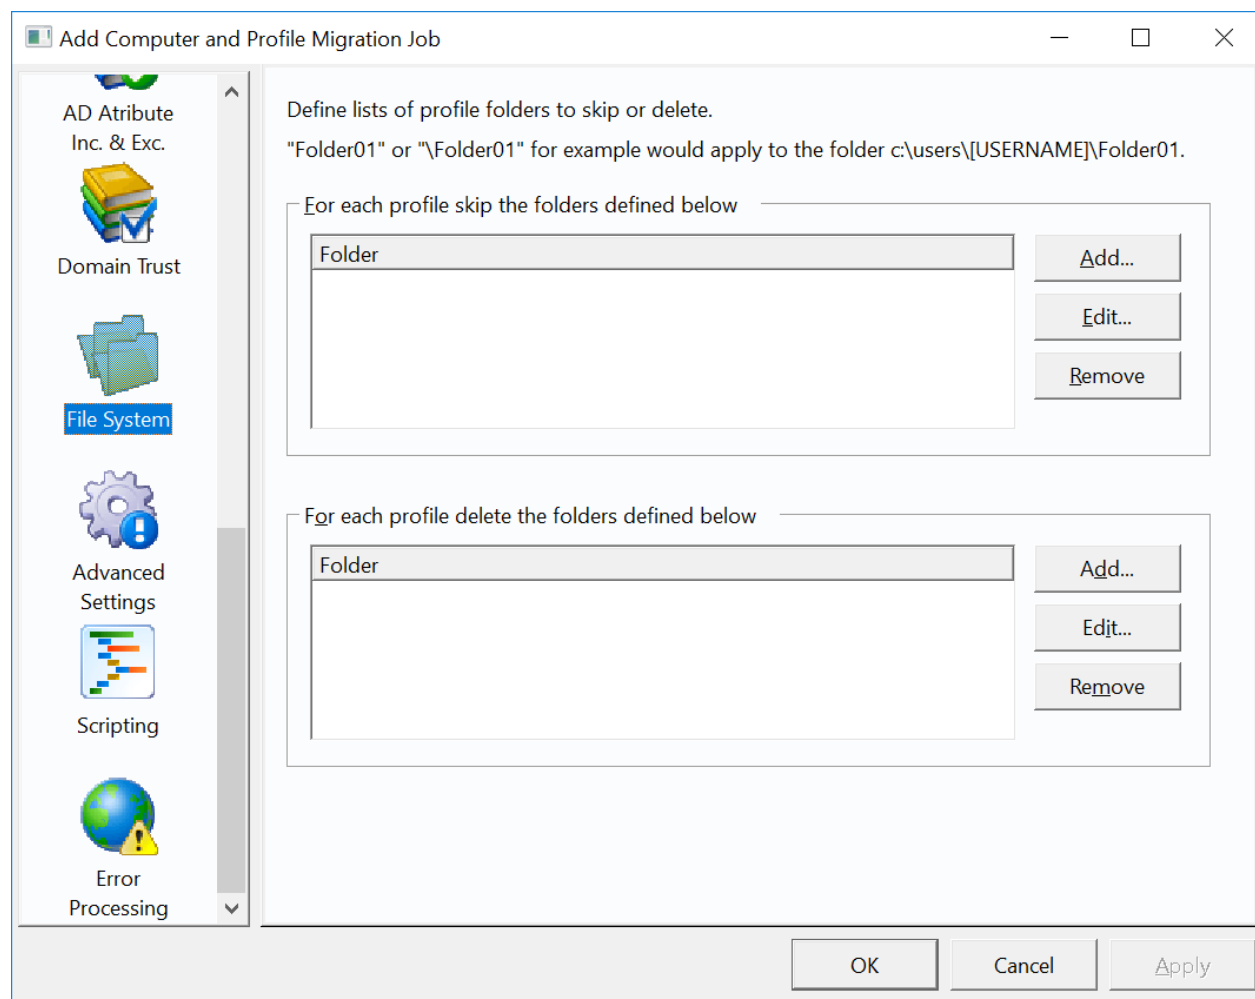 Add Computer and Profile Migration Job
AD Atribute
Inc. & Exc.
Domain Trust
File System
Advanced
Settings
Scripting
Error
Processing
Define lists of profile folders to skip or delete.
"Folder01" or "\Folder01" for example would apply to the folder c:\users\[USERNAME]\Folder01.
For each profile skip the folders defined below
Folder
Add...
Edit...
Remove
For each profile delete the folders defined below
Folder
Add...
Edit...
Remove
OK
Cancel
Apply